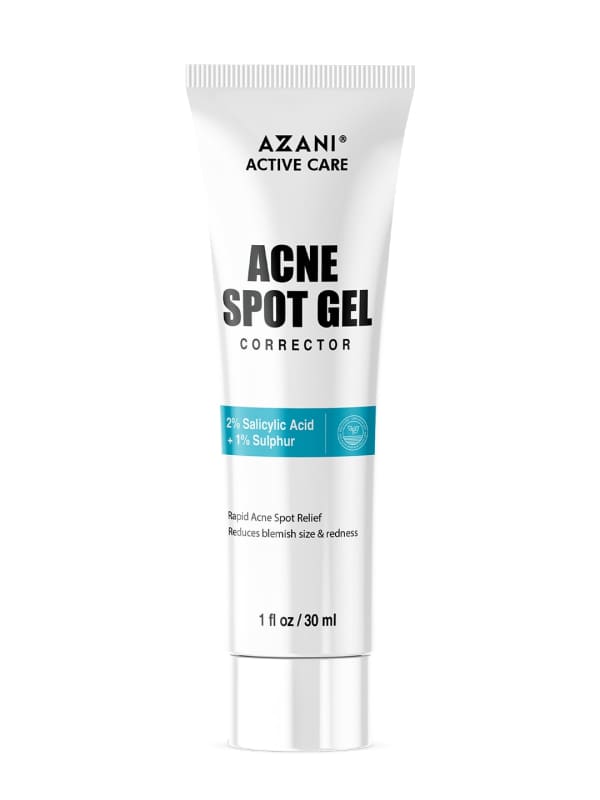 AZANI®
ACTIVE CARE
ACNE
SPOT GEL
CORRECTOR
2% Salicylic Acid
+ 1% Sulphur
Rapid Acne Spot Relief
Reduces blemish size & redness
1 fl oz / 30 ml